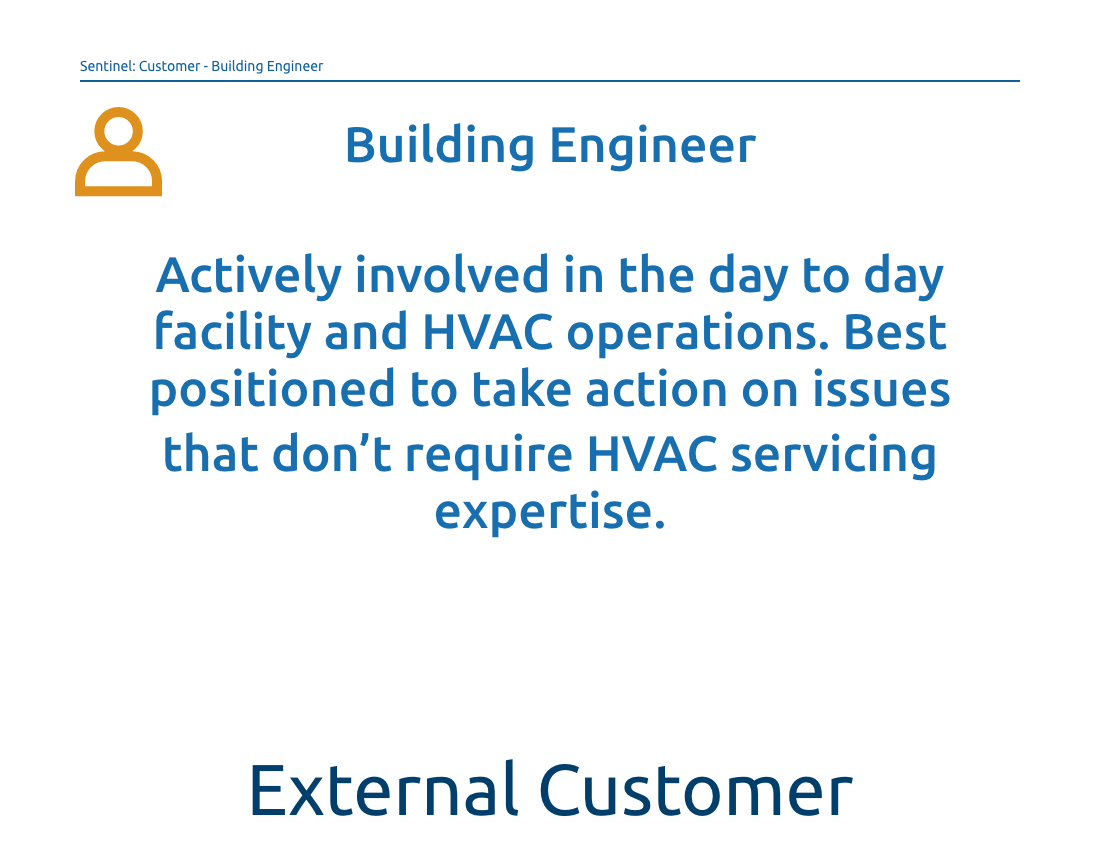 Sentinel: Customer - Building Engineer
Building Engineer
Actively involved in the day to day
facility and HVAC operations. Best
positioned to take action on issues
that don’t require HVAC servicing
expertise.
External Customer